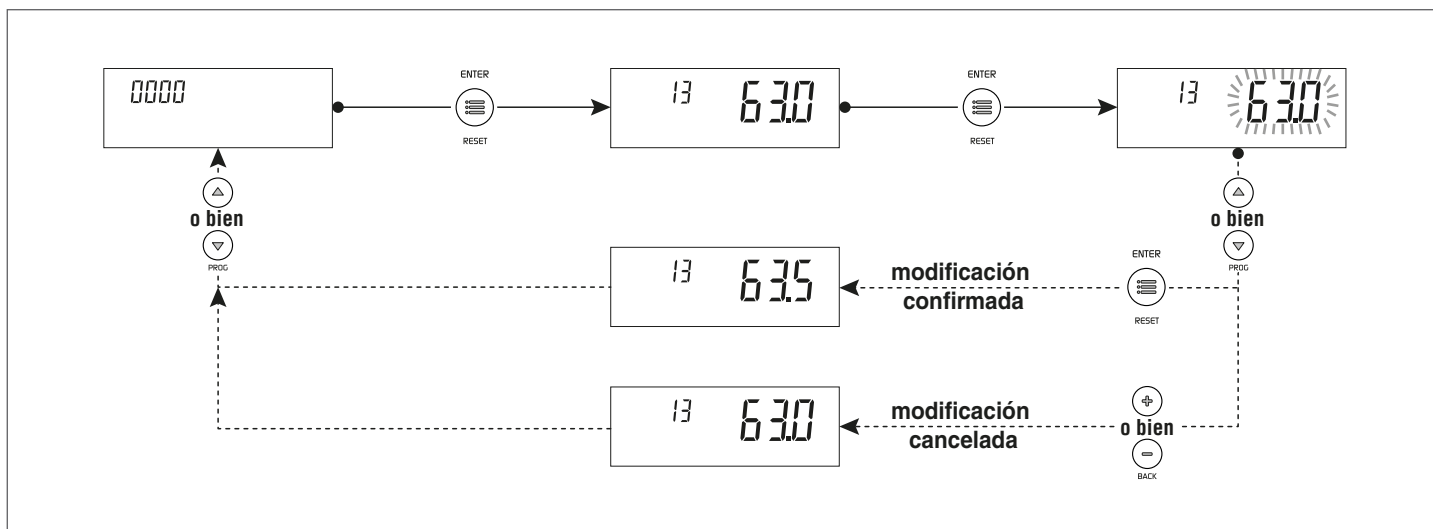 0000
ENTER
RESET
13 63.0
ENTER
RESET
13 63.0
o bien
PROG
o bien
PROG
13 63.5
modificación
confirmada
ENTER
RESET
13 63.0
modificación
cancelada
o bien
BACK